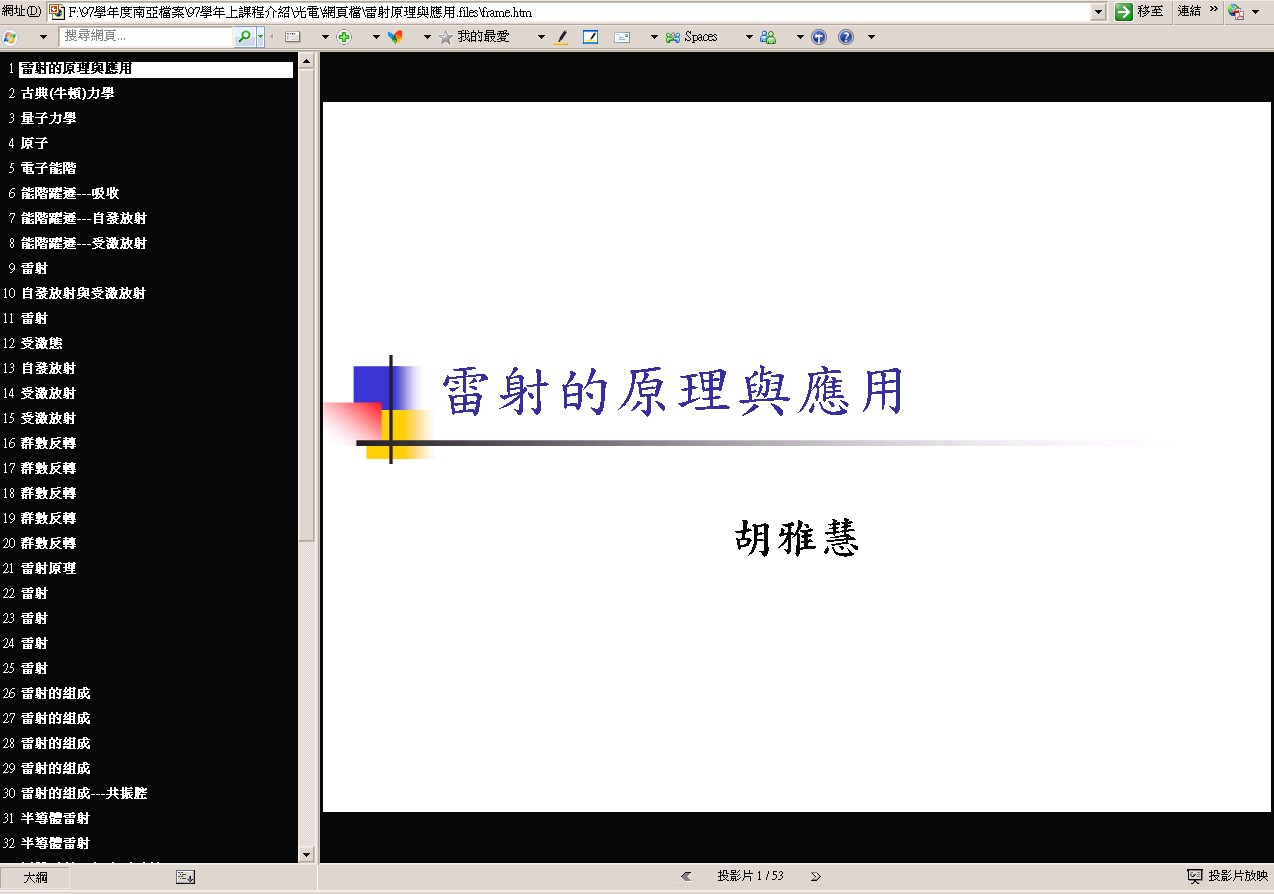 網址(D) F:\97學年度南亞檔案\97學年上課程介紹\光電\網頁檔\雷射原理與應用.files\frame.htm 移至 連結 »
搜尋網頁... 我的最愛 Spaces
1 雷射的原理與應用
2 古典(牛頓)力學
3 量子力學
4 原子
5 電子能階
6 能階躍遷---吸收
7 能階躍遷---自發放射
8 能階躍遷---受激放射
9 雷射
10 自發放射與受激放射
11 雷射
12 受激態
13 自發放射
14 受激放射
15 受激放射
16 群數反轉
17 群數反轉
18 群數反轉
19 群數反轉
20 群數反轉
21 雷射原理
22 雷射
23 雷射
24 雷射
25 雷射
26 雷射的組成
27 雷射的組成
28 雷射的組成
29 雷射的組成
30 雷射的組成---共振腔
31 半導體雷射
32 半導體雷射
雷射的原理與應用
胡雅慧
大綱 投影片 1 / 53 投影片放映